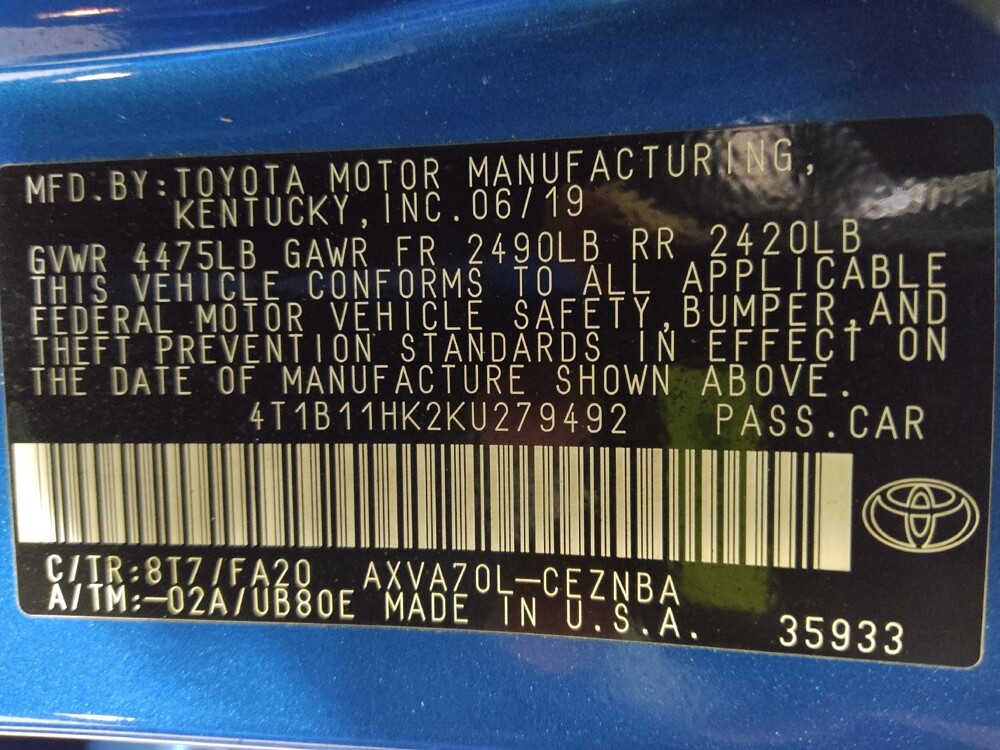 MFD.BY:TOYOTA MOTOR MANUFACTURING,
KENTUCKY,INC.06/19
GVWR 4475LB GAWR FR 2490LB RR 2420LB
THIS VEHICLE CONFORMS TO ALL APPLICABLE
FEDERAL MOTOR VEHICLE SAFETY,BUMPER,AND
THEFT PREVENTION STANDARDS IN EFFECT ON
THE DATE OF MANUFACTURE SHOWN ABOVE.
4T1B11HK2KU279492 PASS.CAR
C/TR:8T7/FA20 AXVA70L-CEZNBA
A/TM:-02A/UB80E MADE IN U.S.A. 35933